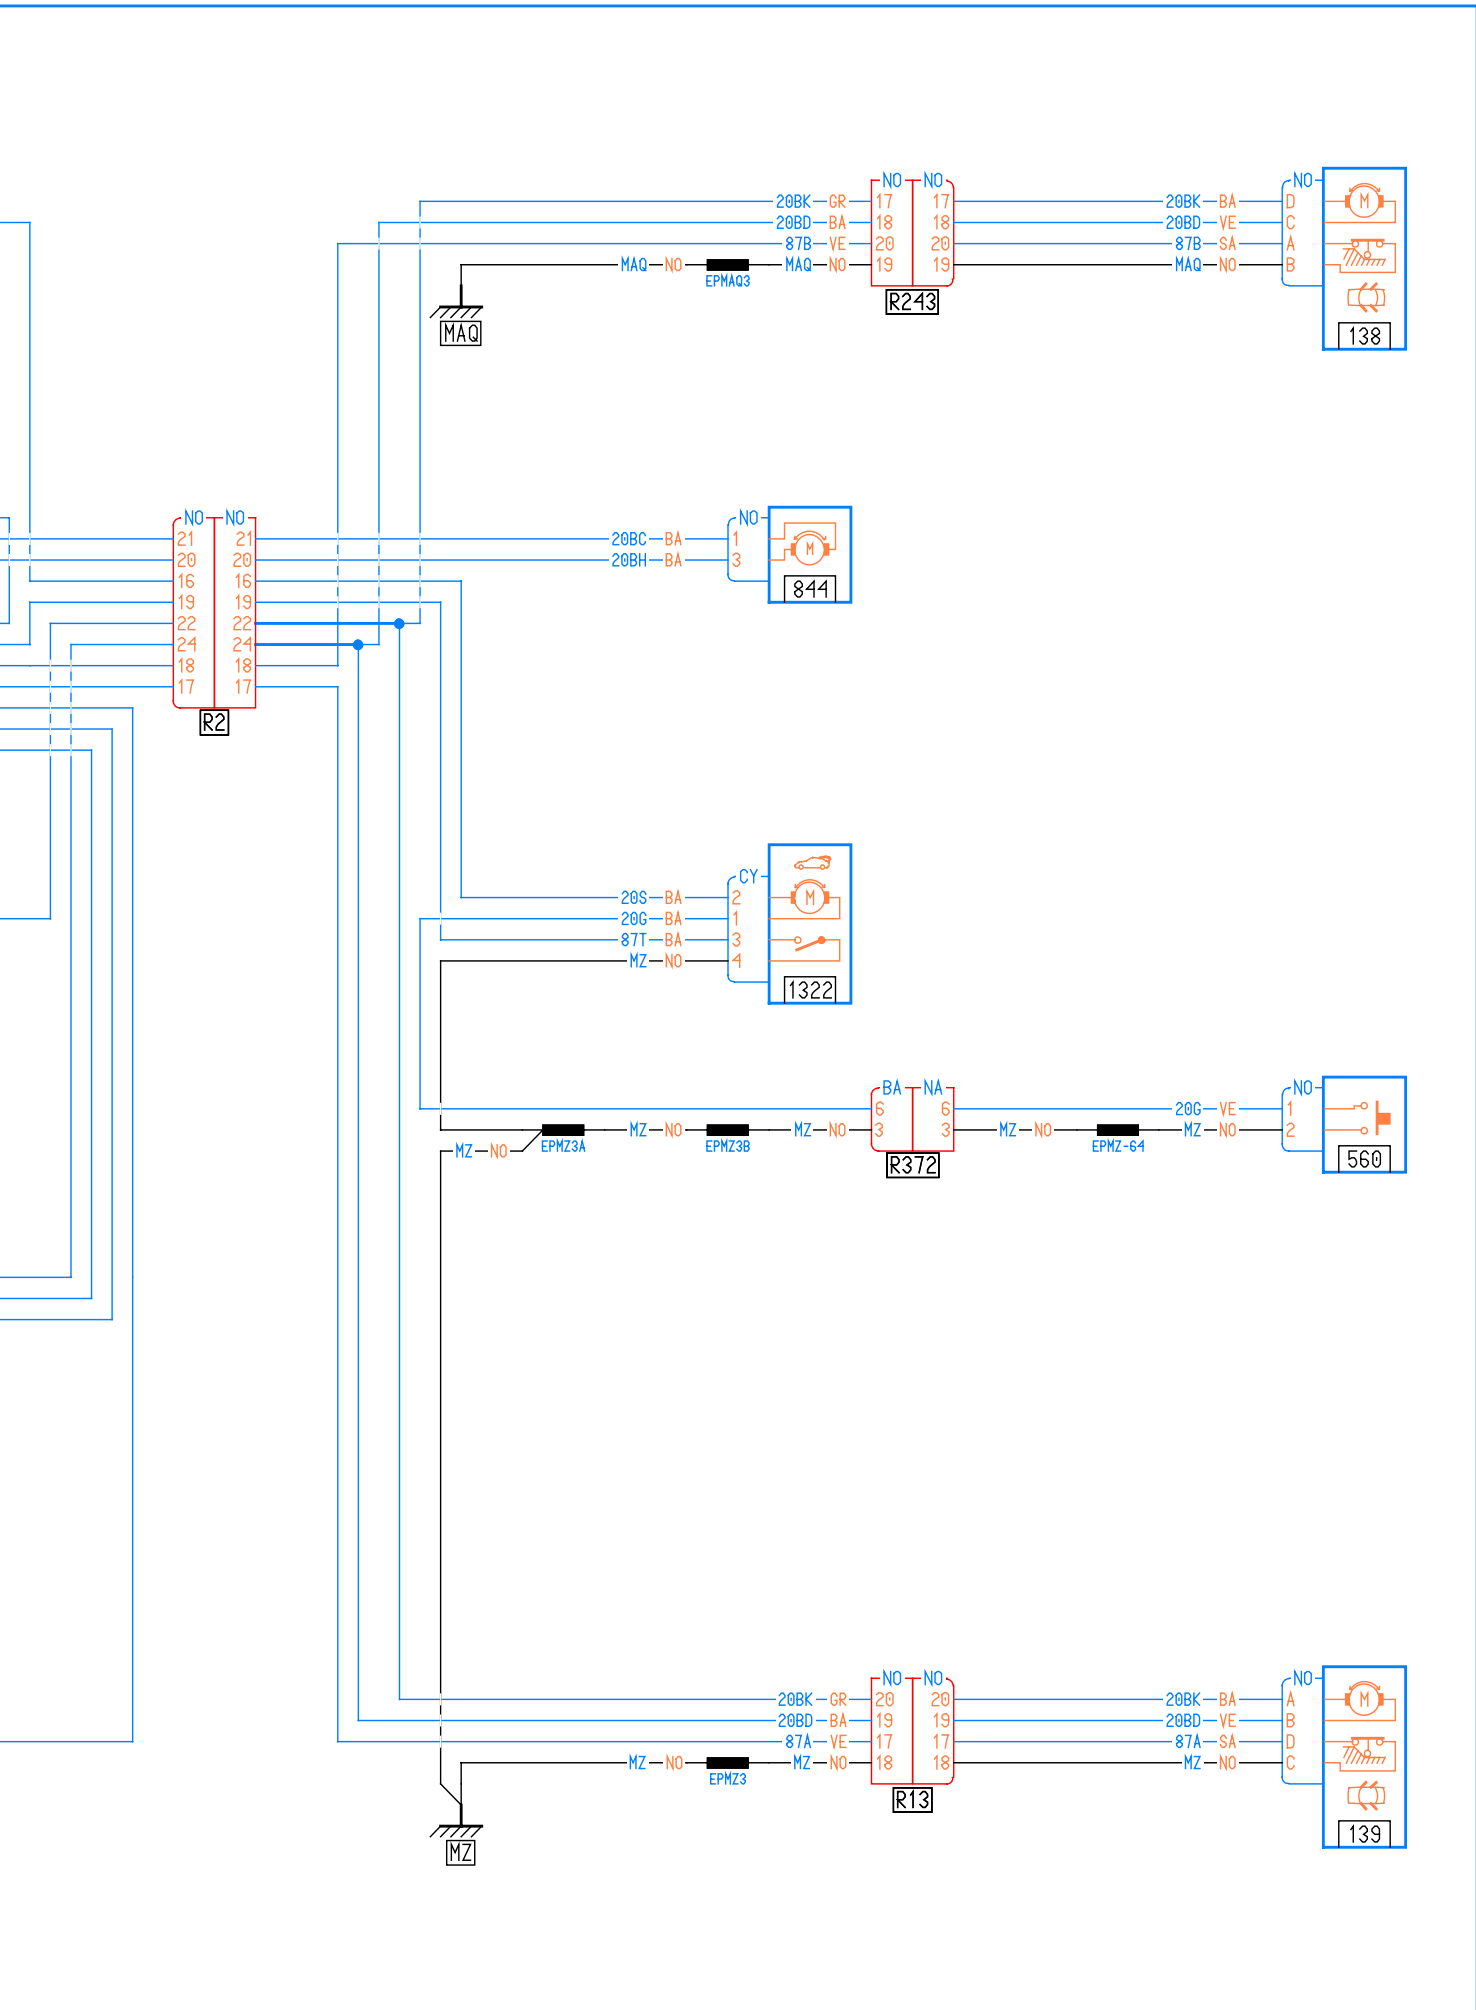 NO NO NO
20BK GR 17 17 20BK BA D M
20BD BA 18 18 20BD VE C
87B VE 20 20 87B SA A
MAQ NO MAQ NO 19 19 MAQ NO B
EPMAQ3
R243
MAQ
138
NO NO NO
21 21 20BC BA 1
20 20 20BH BA 3 M
16 16
844
19 19
22 22
24 24
18 18
17 17
R2
CY
20S BA 2 M
20G BA 1
87T BA 3
MZ NO 4
1322
BA NA NO
6 6 20G VE 1
MZ NO MZ NO 3 3 MZ NO MZ NO 2
EPMZ3A EPMZ3B EPMZ-64
MZ NO
R372
560
NO NO NO
20BK GR 20 20 20BK BA A M
20BD BA 19 19 20BD VE B
87A VE 17 17 87A SA D
MZ NO MZ NO 18 18 MZ NO C
EPMZ3
R13
139
MZ